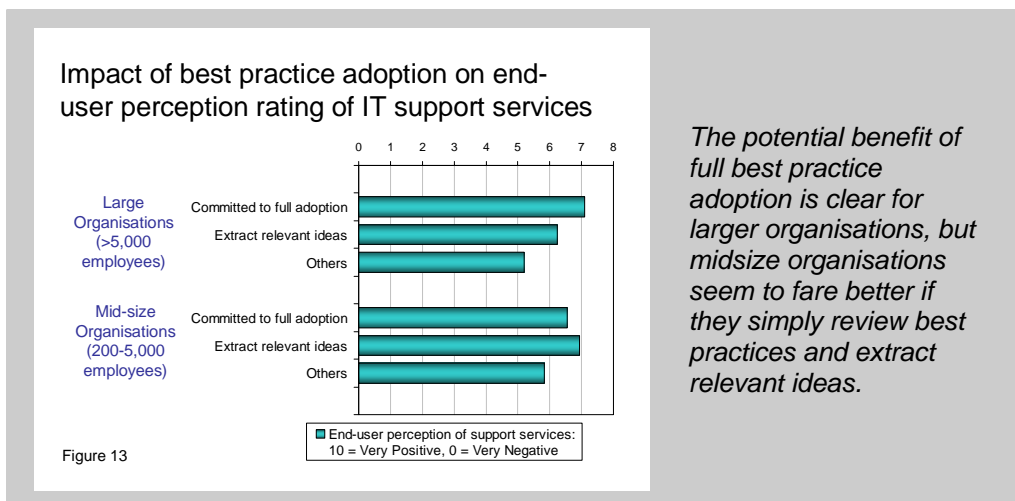 Impact of best practice adoption on end-
user perception rating of IT support services
0 1 2 3 4 5 6 7 8
Large
Organisations
(>5,000
employees)
Committed to full adoption
Extract relevant ideas
Others
Mid-size
Organisations
(200-5,000
employees)
Committed to full adoption
Extract relevant ideas
Others
End-user perception of support services:
10 = Very Positive, 0 = Very Negative
Figure 13
The potential benefit of
full best practice
adoption is clear for
larger organisations, but
midsize organisations
seem to fare better if
they simply review best
practices and extract
relevant ideas.